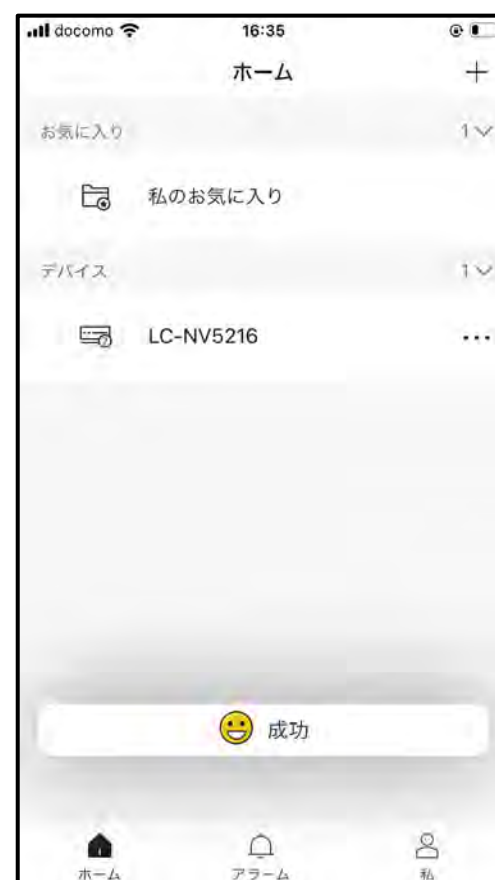 docomo 16:35
ホーム
お気に入り 1
私のお気に入り
デバイス 1
LC-NV5216
成功
ホーム アラーム 私